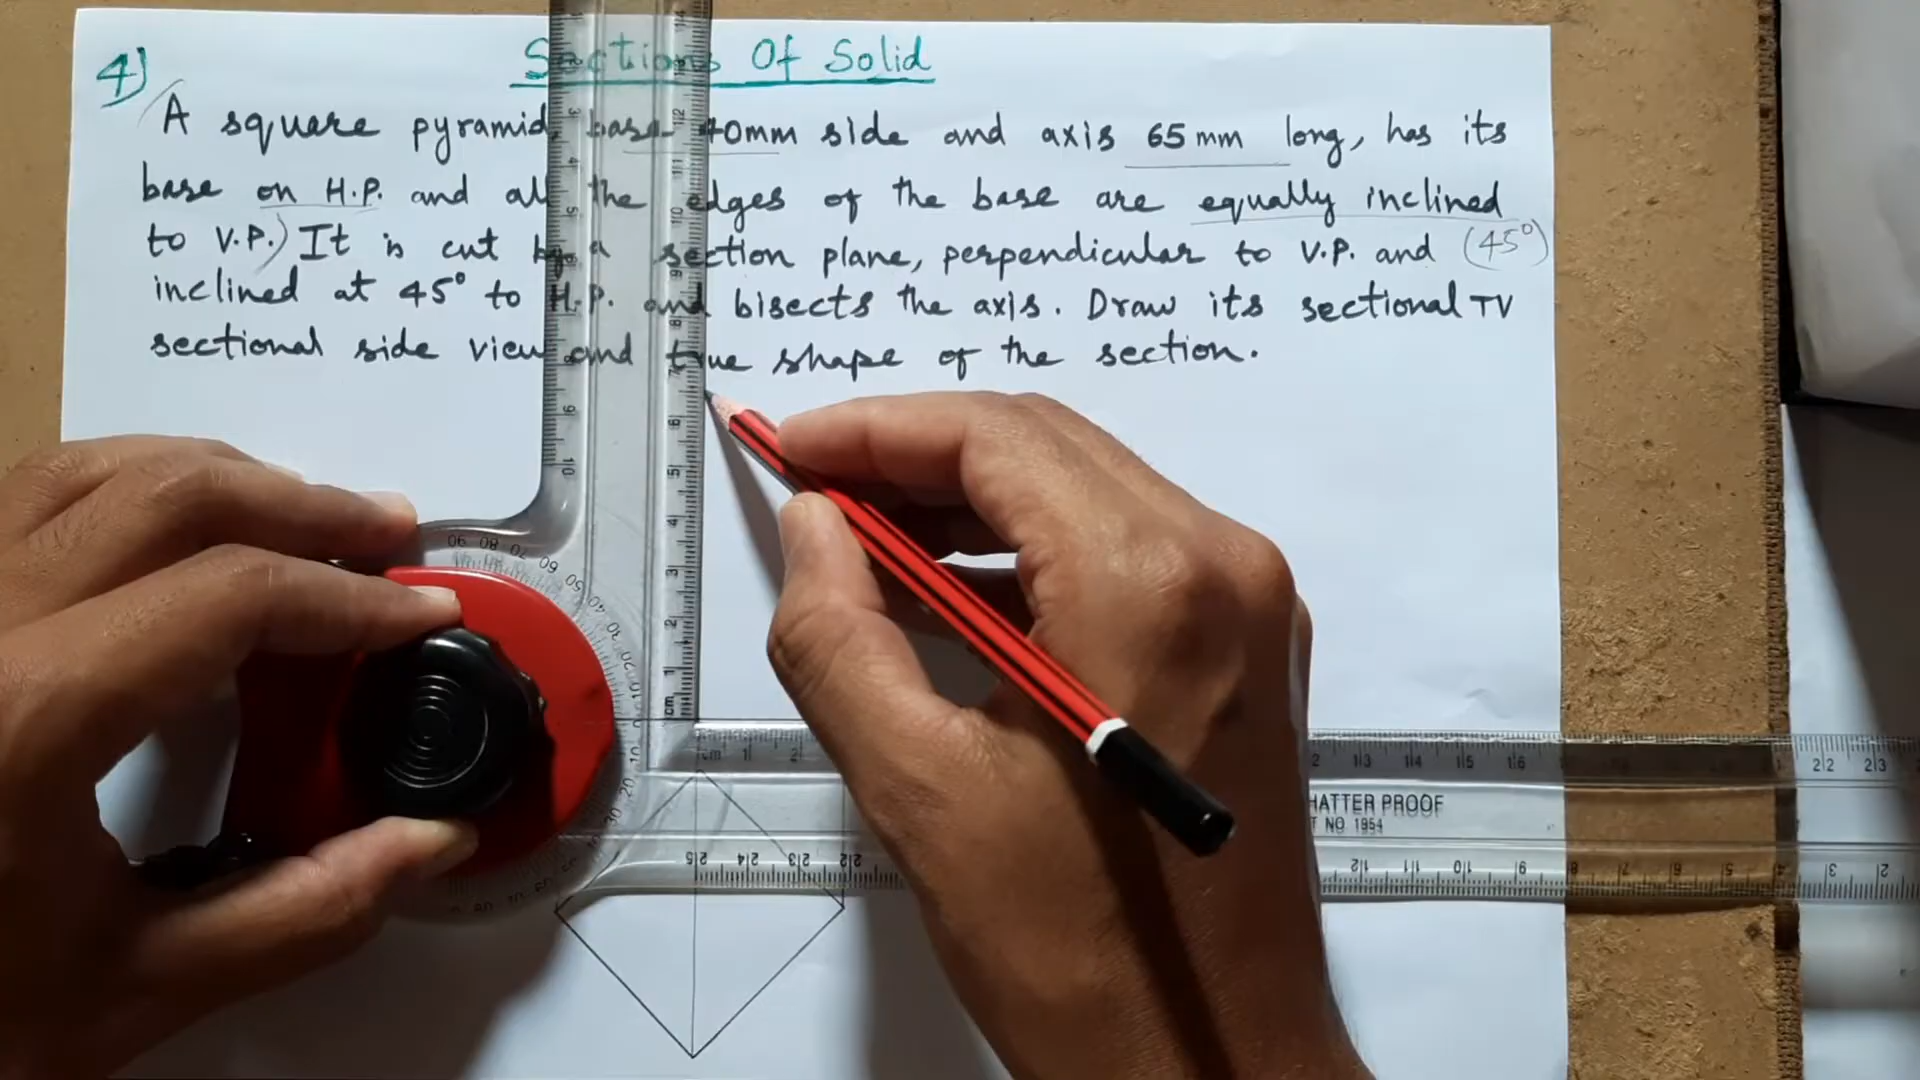 4) Sections Of Solid
A square pyramid, base 40mm side and axis 65 mm long, has its
base on H.P. and all the edges of the base are equally inclined
to V.P.) It is cut by a section plane, perpendicular to V.P. and (45°)
inclined at 45° to H.P. and bisects the axis. Draw its sectional TV
sectional side view and true shape of the section.
HATTER PROOF
T NO 1954